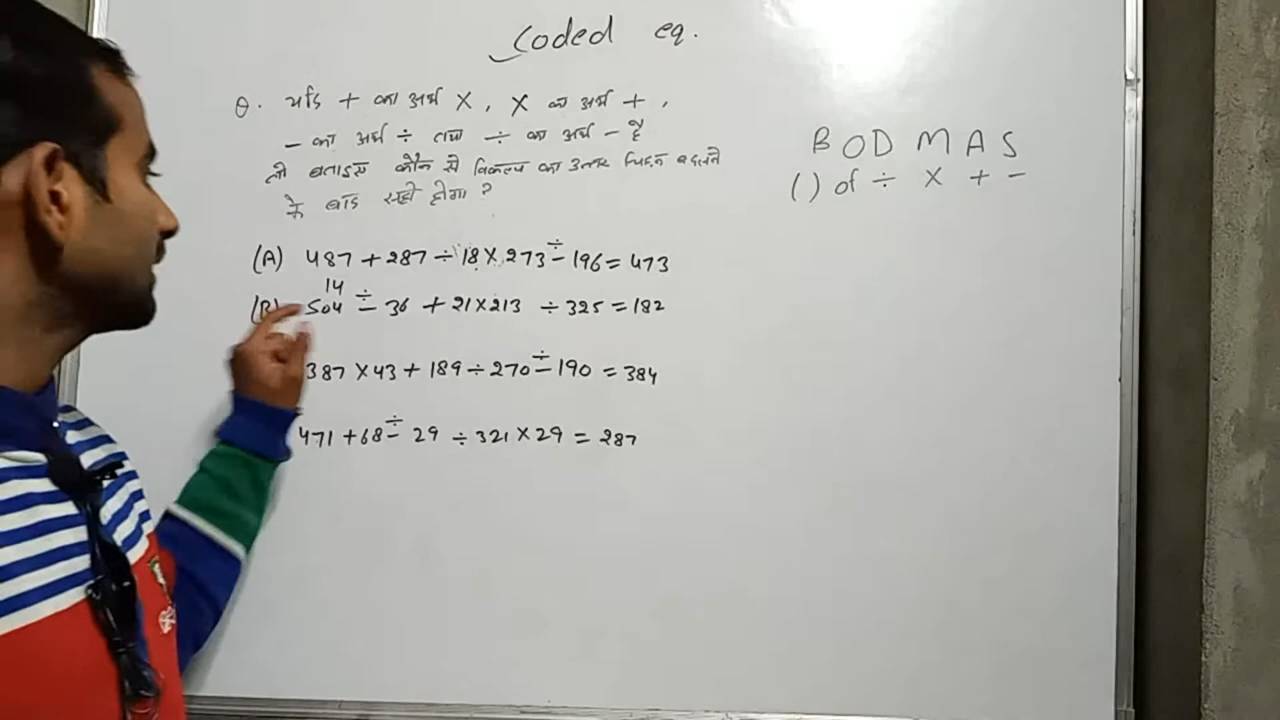 Coded eq.
Q. यदि + का अर्थ X, X का अर्थ +,
- का अर्थ ÷ तथा ÷ का अर्थ - है
तो बताइए कौन से विकल्प का उत्तर चिह्न बदलने
के बाद सही होगा ?
BODMAS
( ) of ÷ X + -
÷
(A) 487 + 287 ÷ 18 X 273 - 196 = 473
14 ÷
(B) 504 - 36 + 21 X 213 ÷ 325 = 182
÷
387 X 43 + 189 ÷ 270 - 190 = 384
÷
471 + 68 - 29 ÷ 321 X 29 = 287